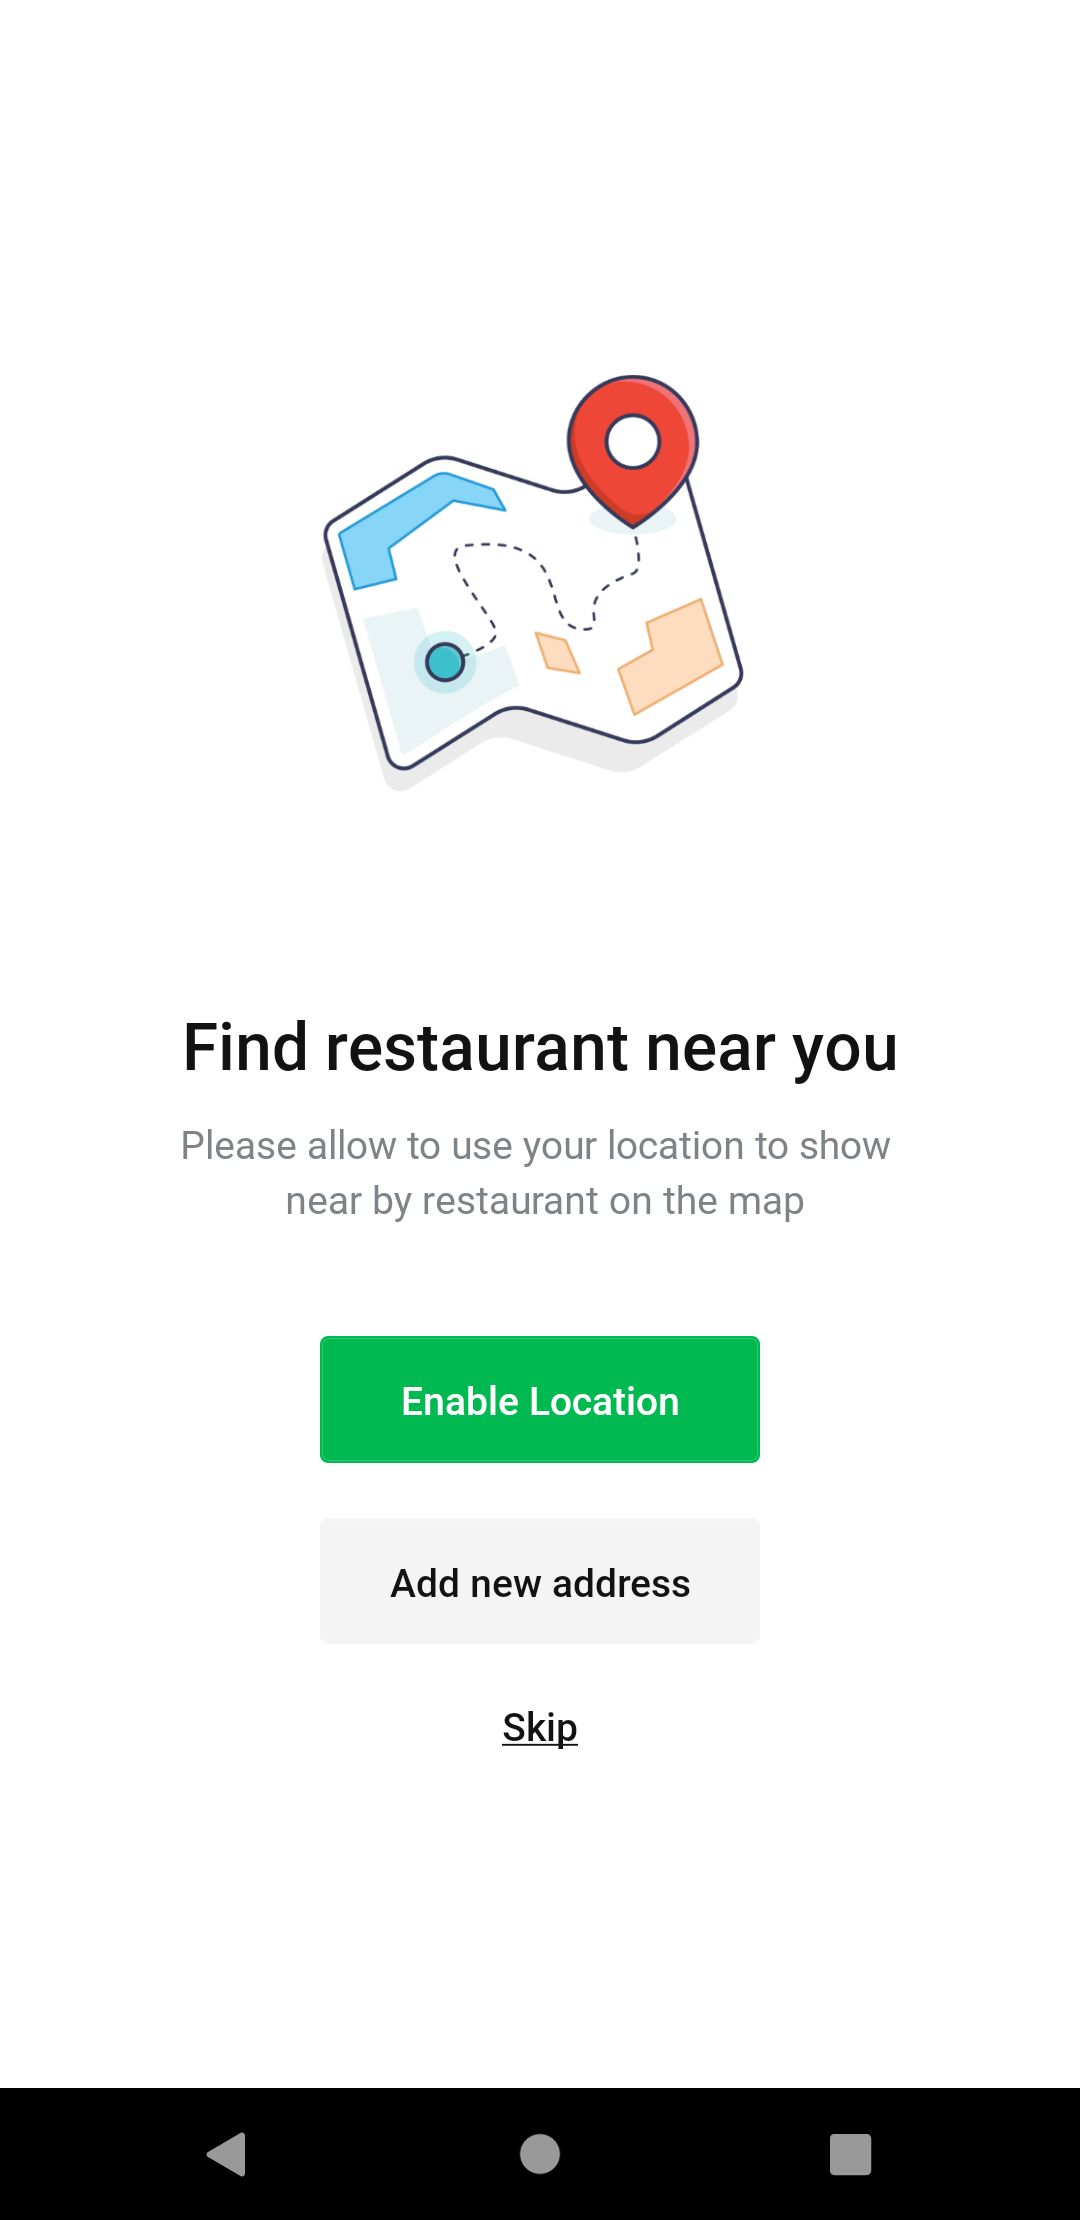 Find restaurant near you
Please allow to use your location to show
near by restaurant on the map
Enable Location
Add new address
Skip